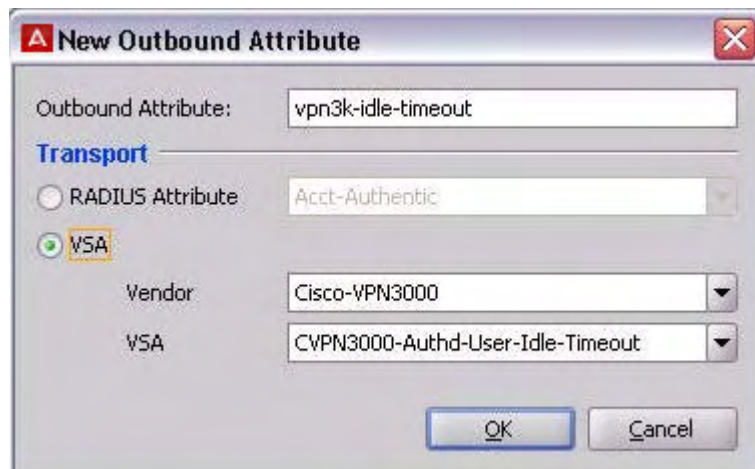 New Outbound Attribute
Outbound Attribute: vpn3k-idle-timeout
Transport
RADIUS Attribute Acct-Authentic
VSA
Vendor Cisco-VPN3000
VSA CVPN3000-Authd-User-Idle-Timeout
OK Cancel